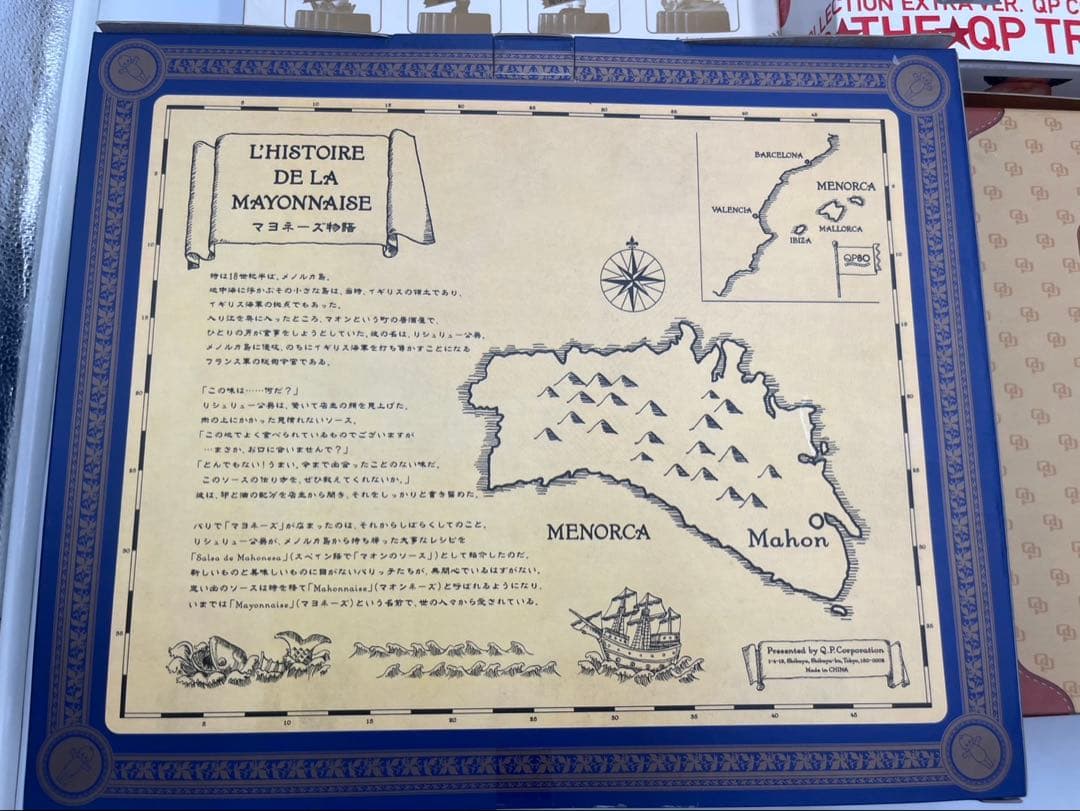 LECTION EXTRA VER. QP C
THE★QP TR
L'HISTOIRE
DE LA
MAYONNAISE
マヨネーズ物語
時は18世紀半ば、メノルカ島。
地中海に浮かぶその小さな島は、当時、イギリスの領土であり、
イギリス海軍の拠点でもあった。
入り江を奥に入ったところ、マオンという町の居酒屋で、
ひとりの男が食事をしようとしていた。彼の名は、リシュリュー公爵。
メノルカ島に侵攻、のちにイギリス海軍を打ち負かすことになる
フランス軍の総司令官である。
「この味は……何だ?」
リシュリュー公爵は、驚いて店主の顔を見上げた。
肉の上にかかった見慣れないソース。
「この地でよく食べられているものでございますが
…まさか、お口に合いませんで?」
「とんでもない!うまい、今まで出会ったことのない味だ。
このソースの作り方を、ぜひ教えてくれないか。」
彼は、卵と油の配分を店主から聞き、それをしっかりと書き留めた。
パリで「マヨネーズ」が広まったのは、それからしばらくしてのこと。
リシュリュー公爵が、メノルカ島から持ち帰った大事なレシピを
「Salsa de Mahonesa」(スペイン語で「マオンのソース」)として紹介したのだ。
新しいものと美味しいものに目がないパリッ子たちが、無関心でいるはずがない。
思い出のソースは時を経て「Mahonnaise」(マオンネーズ)と呼ばれるようになり、
いまでは「Mayonnaise」(マヨネーズ)という名前で、世の人々から愛されている。
BARCELONA
MENORCA
VALENCIA
MALLORCA
IBIZA
QP80
MENORCA
Mahon
Presented by Q.P.Corporation
1-4-13, Shibuya, Shibuya-ku, Tokyo, 150-0002
Made in CHINA